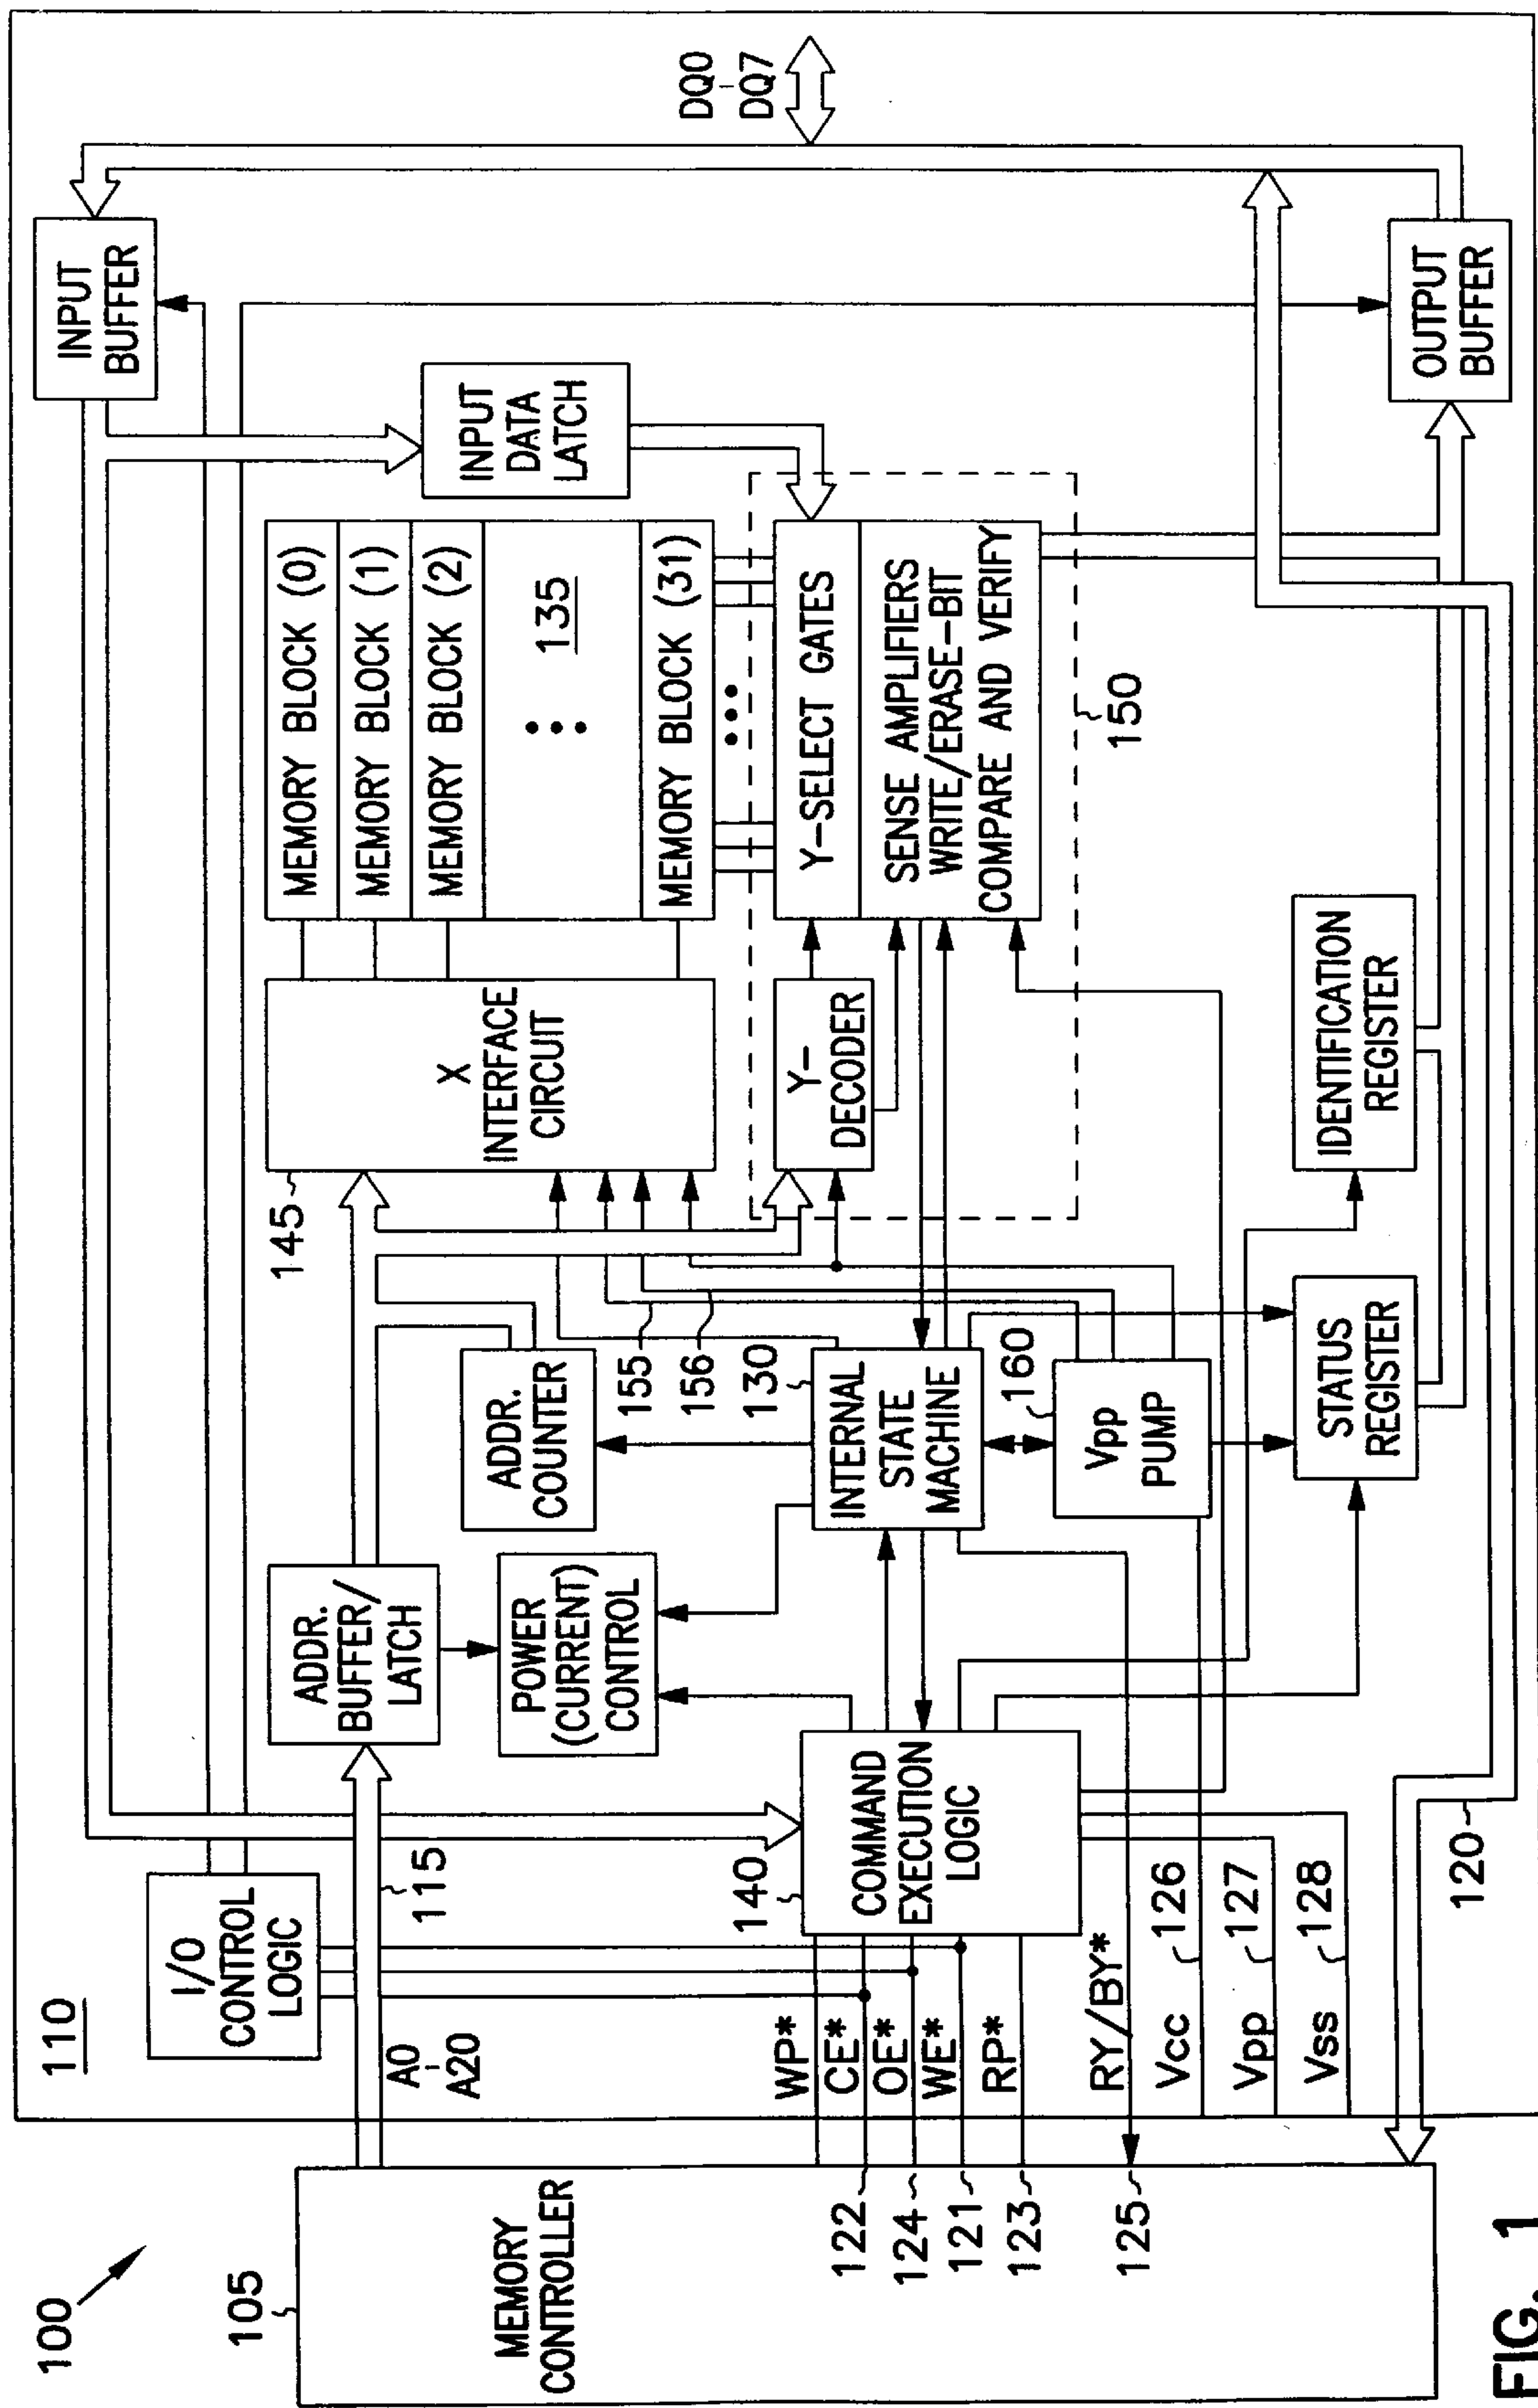 100
105
MEMORY
CONTROLLER
110
I/O
CONTROL
LOGIC
A0
-
A20
115
ADDR.
BUFFER/
LATCH
POWER
(CURRENT)
CONTROL
ADDR.
COUNTER
145
X
INTERFACE
CIRCUIT
MEMORY BLOCK (0)
MEMORY BLOCK (1)
MEMORY BLOCK (2)
135
MEMORY BLOCK (31)
INPUT
DATA
LATCH
INPUT
BUFFER
DQ0
-
DQ7
WP*
CE*
OE*
WE*
RP*
RY/BY*
Vcc
Vpp
Vss
122
124
121
123
125
126
127
128
120
140
COMMAND
EXECUTION
LOGIC
130
INTERNAL
STATE
MACHINE
155
156
160
Vpp
PUMP
Y-
DECODER
Y-SELECT GATES
SENSE AMPLIFIERS
WRITE/ERASE-BIT
COMPARE AND VERIFY
150
STATUS
REGISTER
IDENTIFICATION
REGISTER
OUTPUT
BUFFER
FIG. 1